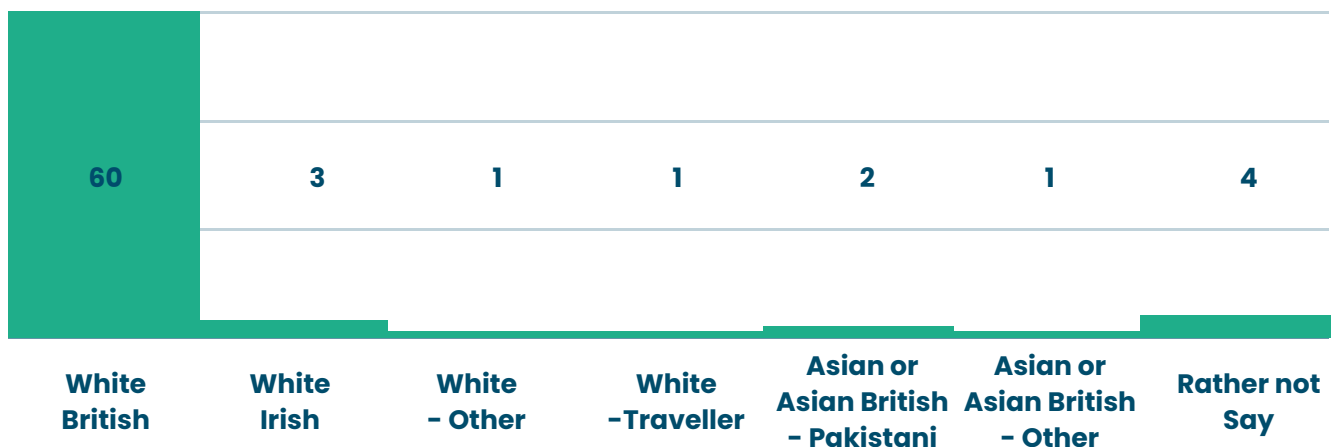 60 3 1 1 2 1 4
White
British
White
Irish
White
- Other
White
-Traveller
Asian or
Asian British
- Pakistani
Asian or
Asian British
- Other
Rather not
Say